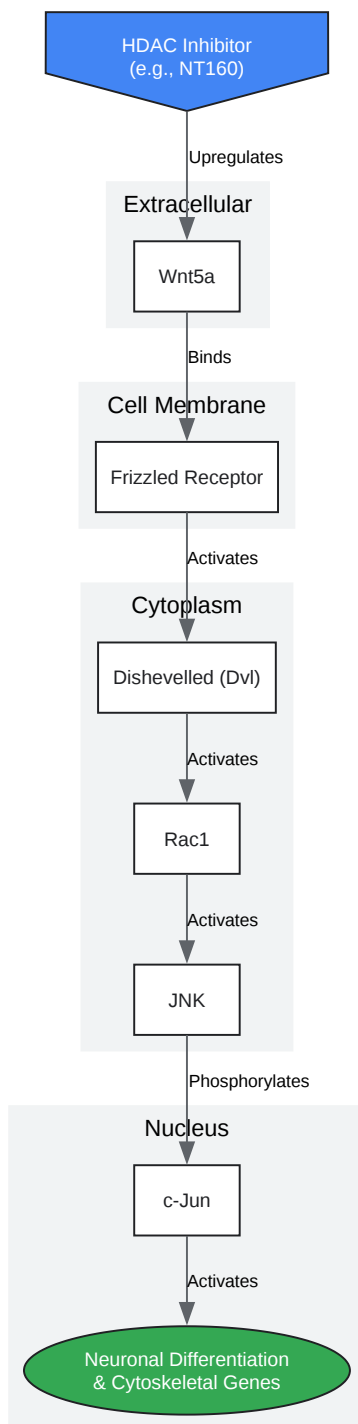 HDAC Inhibitor
(e.g., NT160)
Upregulates
Extracellular
Wnt5a
Binds
Cell Membrane
Frizzled Receptor
Activates
Cytoplasm
Dishevelled (Dvl)
Activates
Rac1
Activates
JNK
Phosphorylates
Nucleus
c-Jun
Activates
Neuronal Differentiation
& Cytoskeletal Genes